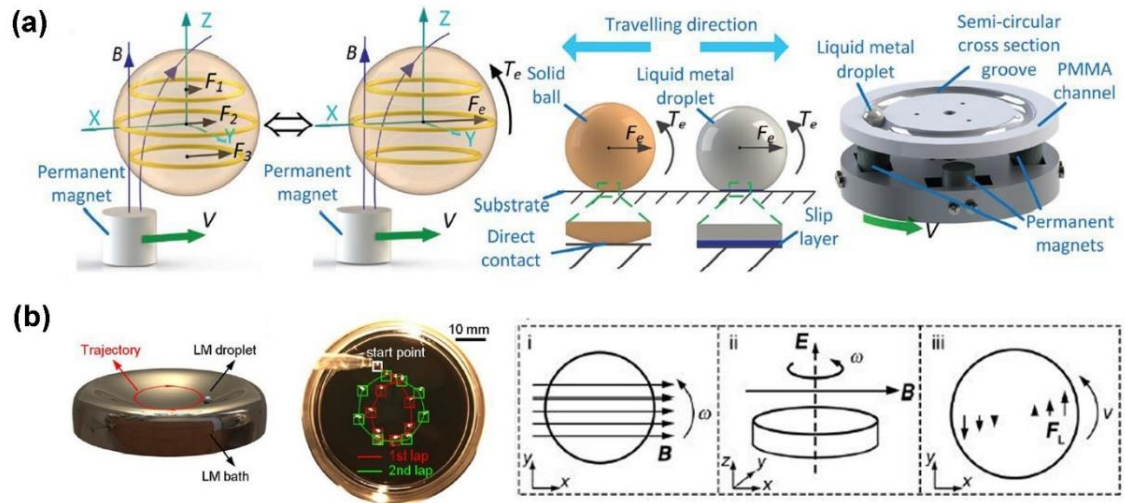 (a)
Z
B
F₁
F₂
X
Y
F₃
Permanent
magnet
V
Z
B
Tₑ
Fₑ
X
Y
Permanent
magnet
V
Travelling direction
Solid
ball
Liquid metal
droplet
Tₑ
Tₑ
Fₑ
Fₑ
Substrate
Direct
contact
Slip
layer
Semi-circular
cross section
groove
Liquid metal
droplet
PMMA
channel
Permanent
magnets
V
(b)
Trajectory
LM droplet
LM bath
10 mm
start point
1st lap
2nd lap
i
ω
B
y
x
ii
E
ω
B
z
y
x
iii
v
F_L
y
x